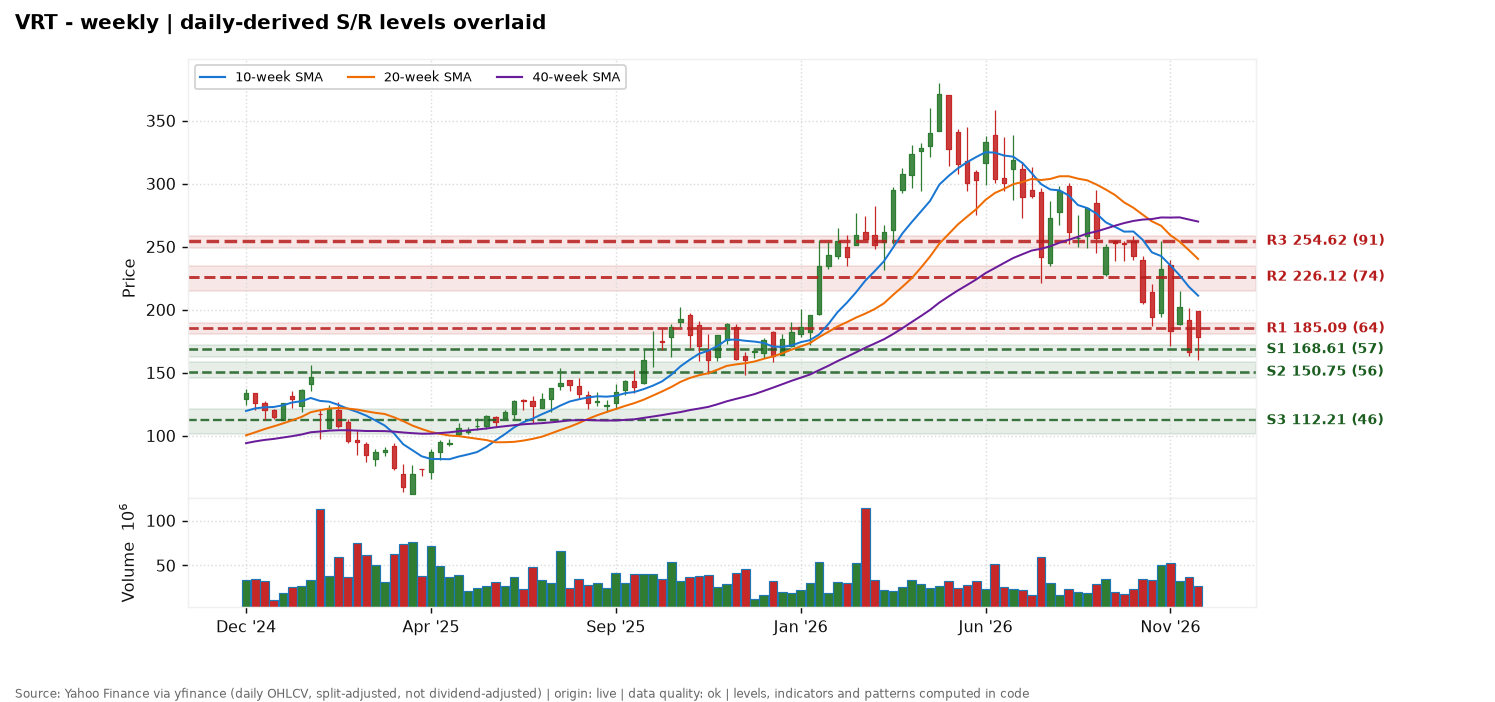 VRT - weekly | daily-derived S/R levels overlaid
10-week SMA
20-week SMA
40-week SMA
Price
350
300
250
200
150
100
R3 254.62 (91)
R2 226.12 (74)
R1 185.09 (64)
S1 168.61 (57)
S2 150.75 (56)
S3 112.21 (46)
Volume 10⁶
100
50
Dec '24
Apr '25
Sep '25
Jan '26
Jun '26
Nov '26
Source: Yahoo Finance via yfinance (daily OHLCV, split-adjusted, not dividend-adjusted) | origin: live | data quality: ok | levels, indicators and patterns computed in code